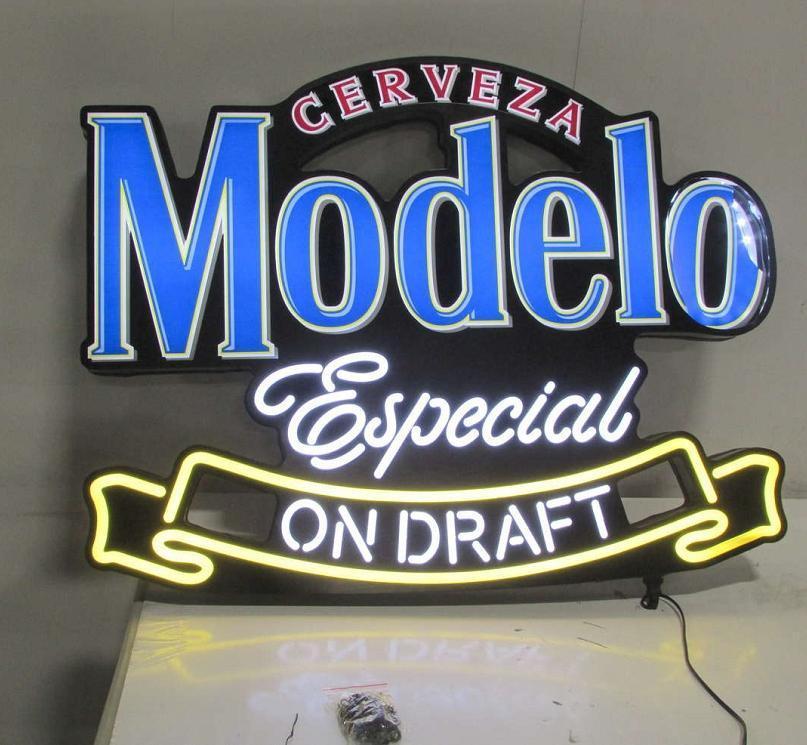 CERVEZA
Modelo
Especial
ON DRAFT